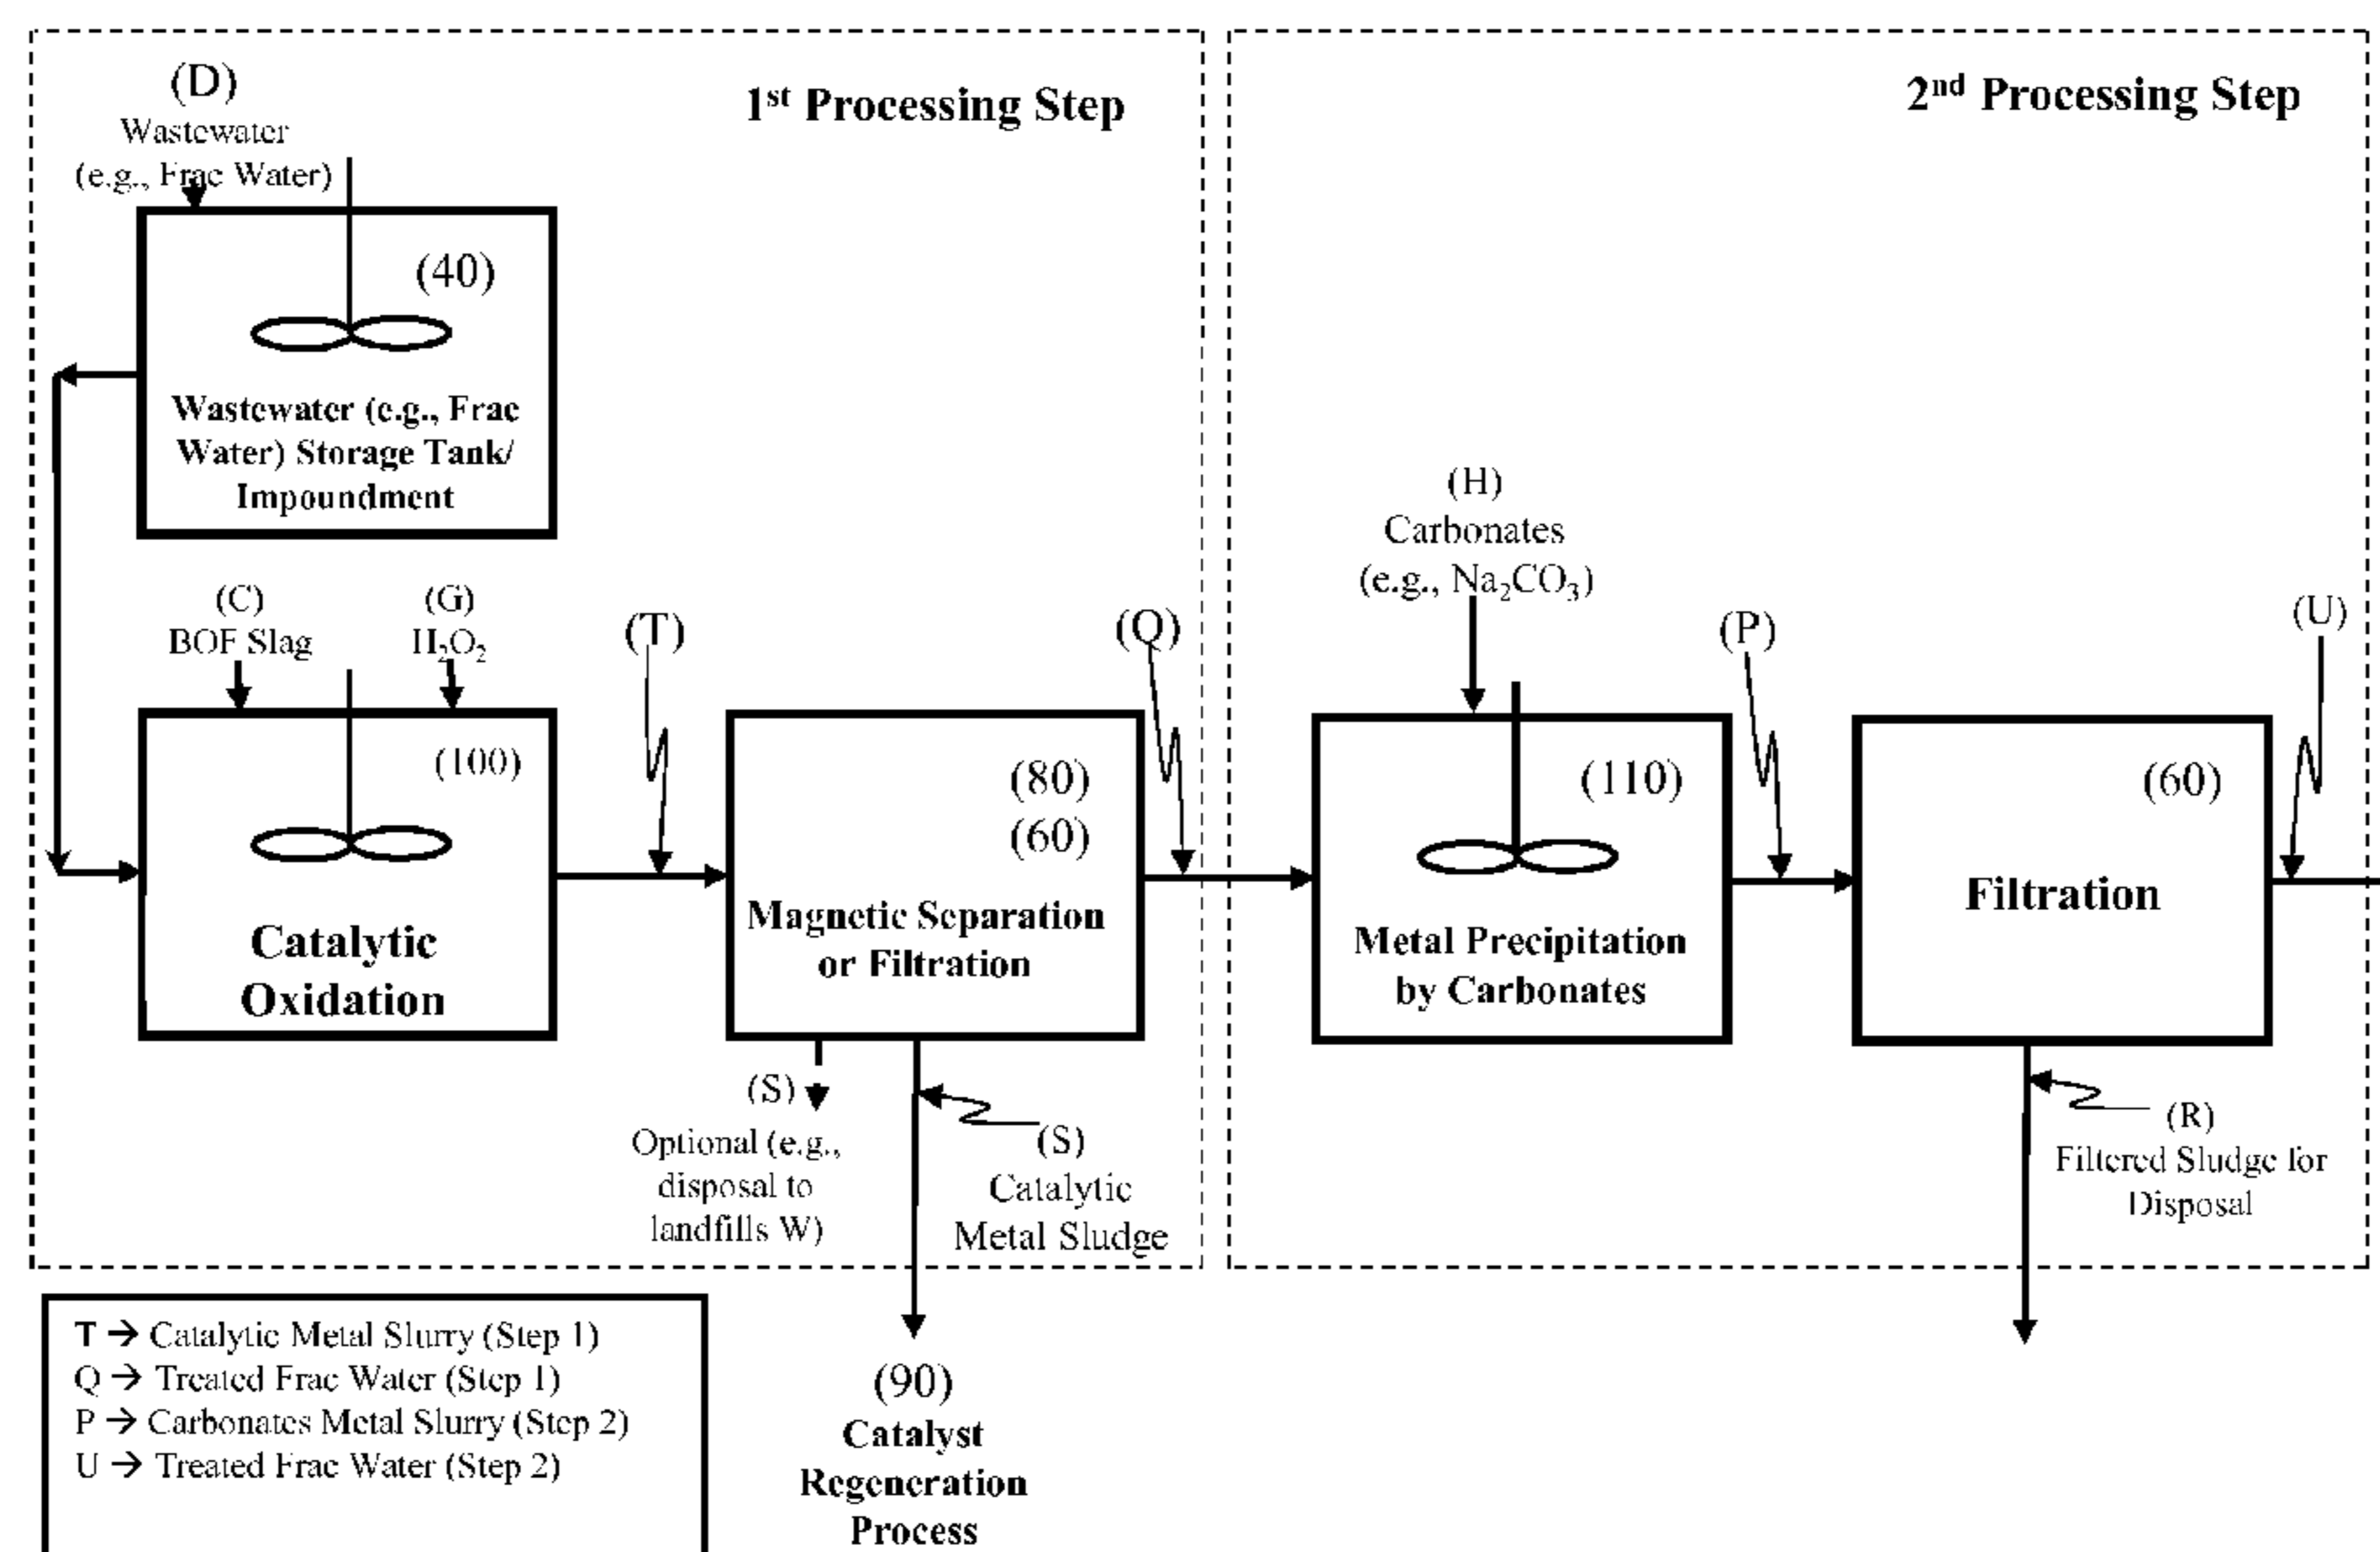 1st Processing Step
(D)
Wastewater
(e.g., Frac Water)
(40)
Wastewater (e.g., Frac
Water) Storage Tank/
Impoundment
(C)
BOF Slag
(G)
H2O2
(100)
Catalytic
Oxidation
(T)
(80)
(60)
Magnetic Separation
or Filtration
(Q)
(S)
Optional (e.g.,
disposal to
landfills W)
(S)
Catalytic
Metal Sludge
(90)
Catalyst
Regeneration
Process
2nd Processing Step
(H)
Carbonates
(e.g., Na2CO3)
(110)
Metal Precipitation
by Carbonates
(P)
(60)
Filtration
(U)
(R)
Filtered Sludge for
Disposal
T → Catalytic Metal Slurry (Step 1)
Q → Treated Frac Water (Step 1)
P → Carbonates Metal Slurry (Step 2)
U → Treated Frac Water (Step 2)